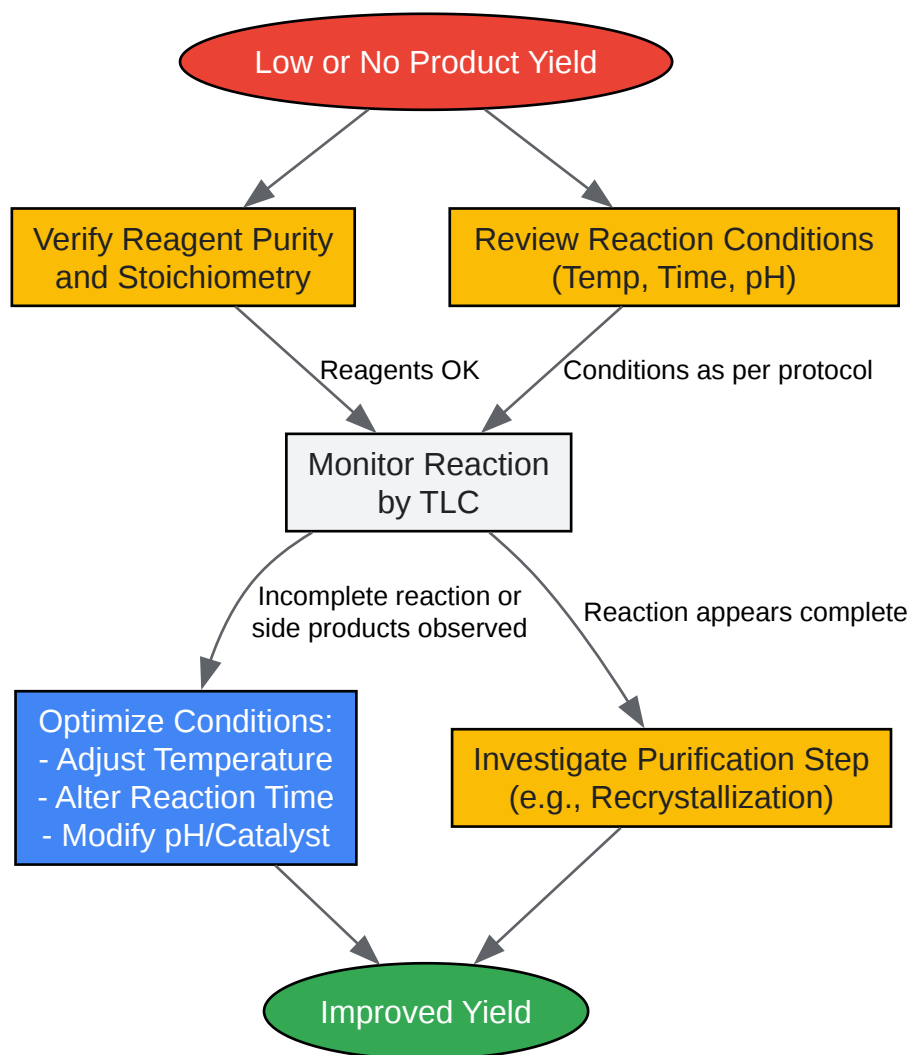 Low or No Product Yield
Verify Reagent Purity
and Stoichiometry
Review Reaction Conditions
(Temp, Time, pH)
Reagents OK
Conditions as per protocol
Monitor Reaction
by TLC
Incomplete reaction or
side products observed
Reaction appears complete
Optimize Conditions:
- Adjust Temperature
- Alter Reaction Time
- Modify pH/Catalyst
Investigate Purification Step
(e.g., Recrystallization)
Improved Yield